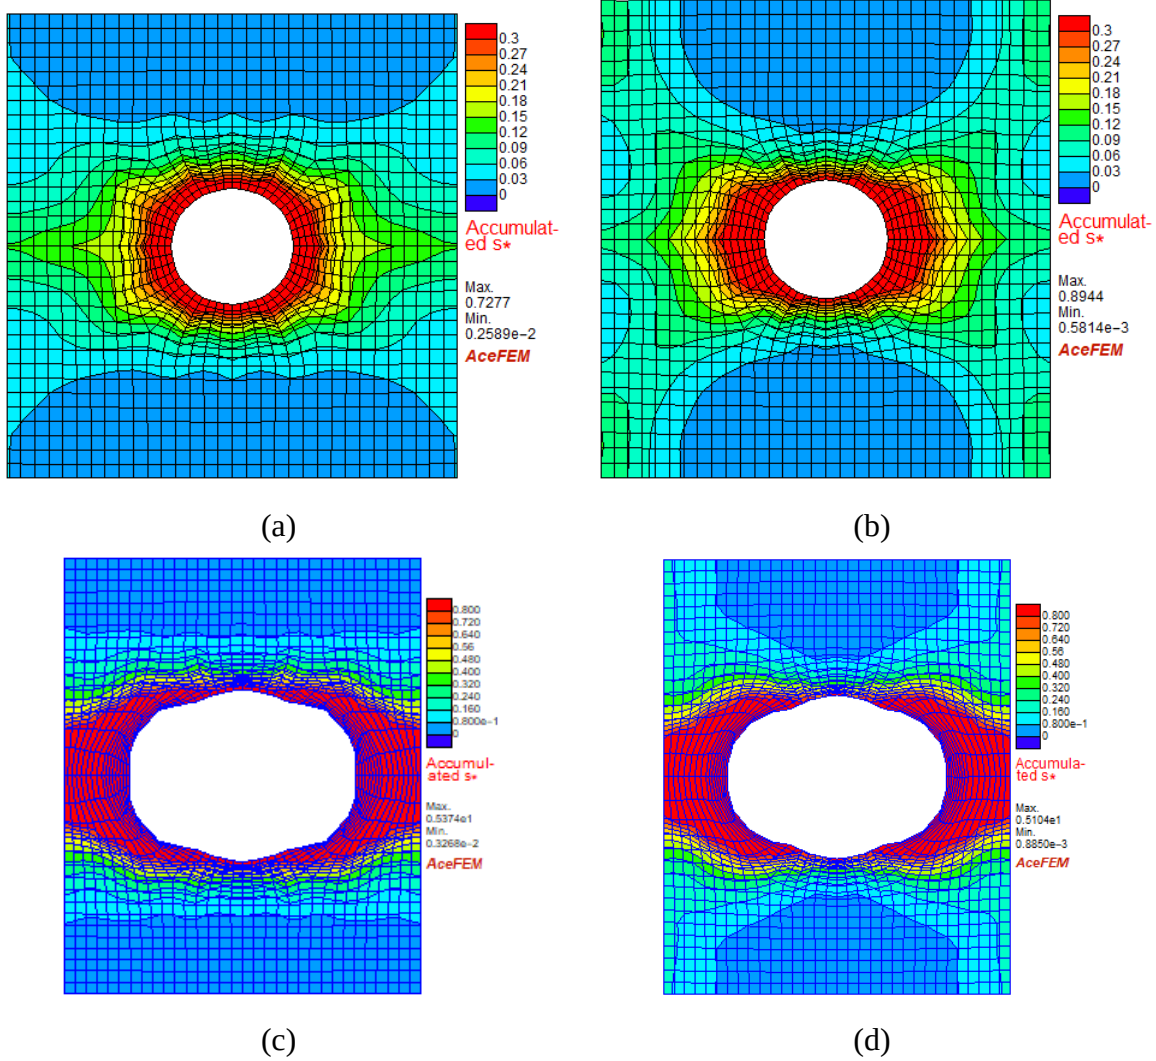 0.3
0.27
0.24
0.21
0.18
0.15
0.12
0.09
0.06
0.03
0
Accumulat-
ed s*
Max.
0.7277
Min.
0.2589e-2
AceFEM
(a)
0.3
0.27
0.24
0.21
0.18
0.15
0.12
0.09
0.06
0.03
0
Accumulat-
ed s*
Max.
0.8944
Min.
0.5814e-3
AceFEM
(b)
0.800
0.720
0.640
0.56
0.480
0.400
0.320
0.240
0.160
0.800e-1
0
Accumul-
ated s*
Max.
0.5374e1
Min.
0.3268e-2
AceFEM
(c)
0.800
0.720
0.640
0.56
0.480
0.400
0.320
0.240
0.160
0.800e-1
0
Accumula-
ted s*
Max.
0.5104e1
Min.
0.8850e-3
AceFEM
(d)